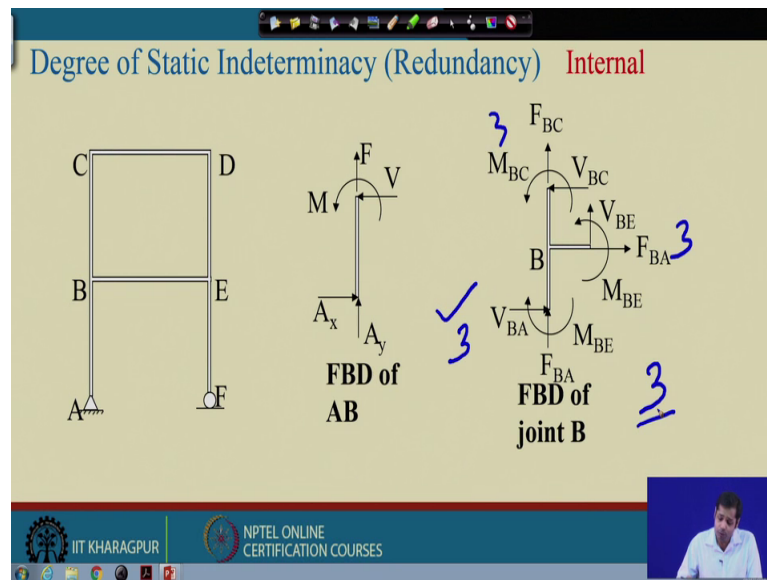 Degree of Static Indeterminacy (Redundancy) Internal
C
D
B
E
A
F
F
V
M
A_x
A_y
FBD of
AB
✓
3
3
F_BC
M_BC
V_BC
V_BE
B
F_BA
3
M_BE
V_BA
M_BE
F_BA
FBD of
joint B
3
IIT KHARAGPUR
NPTEL ONLINE
CERTIFICATION COURSES